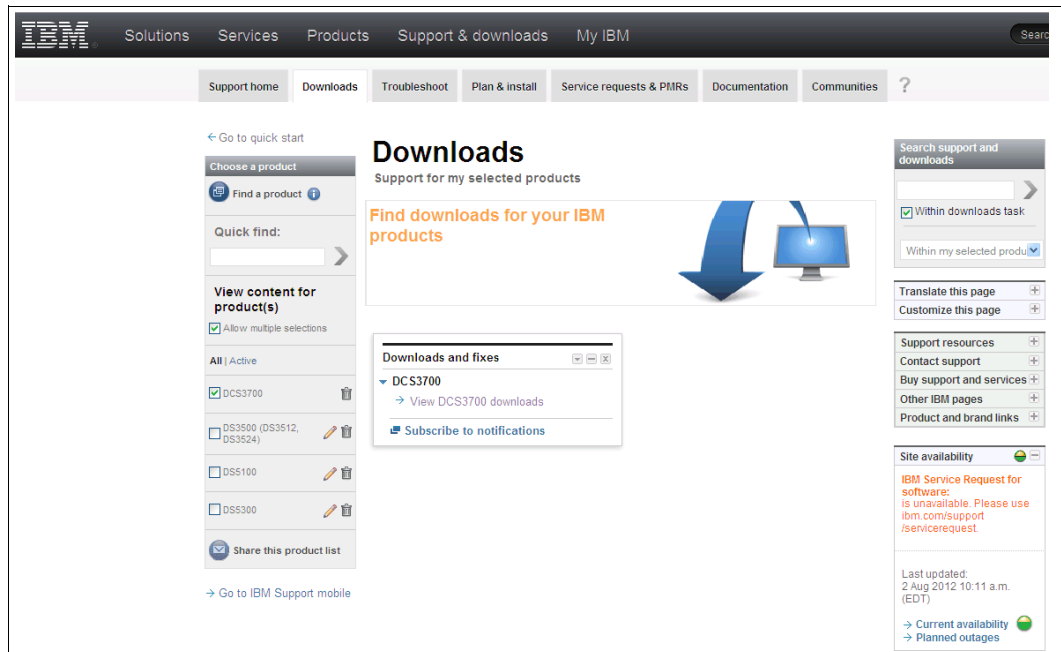 IBM
Solutions Services Products Support & downloads My IBM
Support home Downloads Troubleshoot Plan & install Service requests & PMRs Documentation Communities ?
Go to quick start
Choose a product
Find a product
Quick find:
View content for
product(s)
Allow multiple selections
All | Active
DCS3700
DS3500 (DS3512,
DS3524)
DS5100
DS5300
Share this product list
Go to IBM Support mobile
Downloads
Support for my selected products
Find downloads for your IBM
products
Downloads and fixes
DCS3700
View DCS3700 downloads
Subscribe to notifications
Search support and
downloads
Within downloads task
Within my selected produ
Translate this page
Customize this page
Support resources
Contact support
Buy support and services
Other IBM pages
Product and brand links
Site availability
IBM Service Request for
software:
is unavailable. Please use
ibm.com/support
/servicerequest.
Last updated:
2 Aug 2012 10:11 a.m.
(EDT)
Current availability
Planned outages